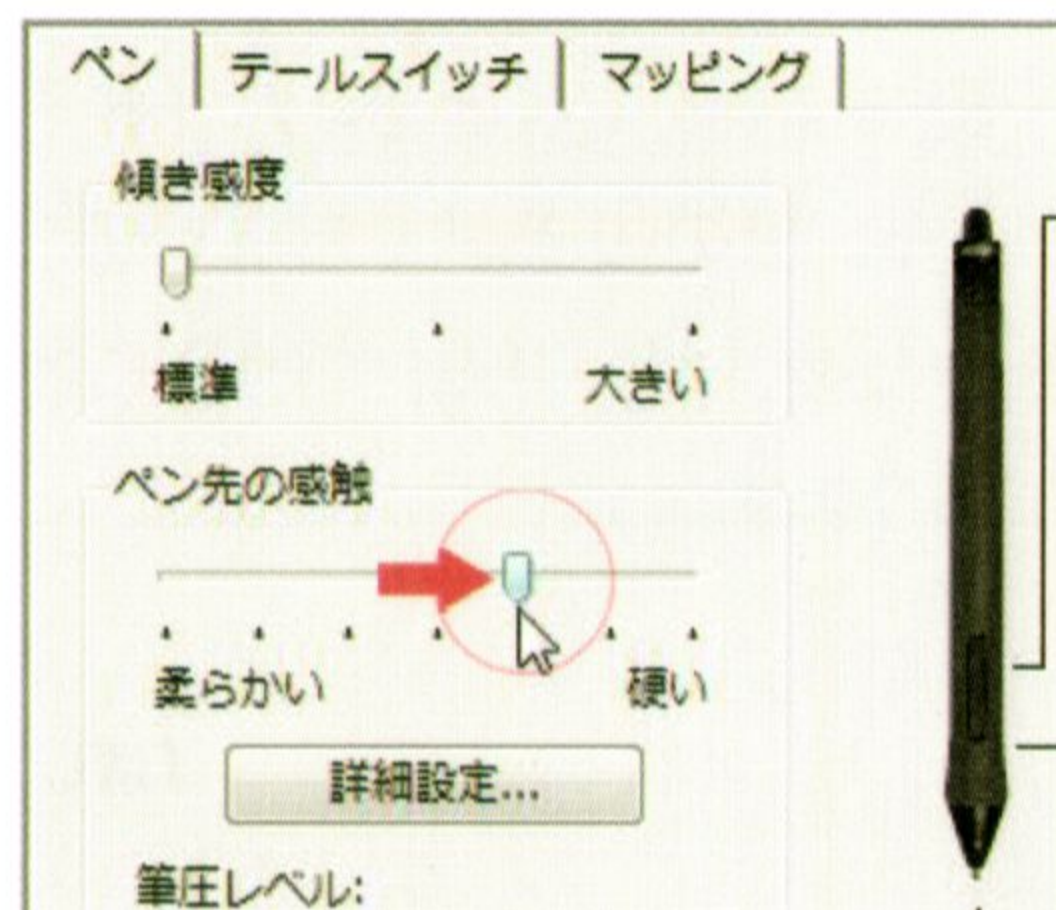 ペン テールスイッチ マッピング
傾き感度
標準 大きい
ペン先の感触
柔らかい 硬い
詳細設定...
筆圧レベル: